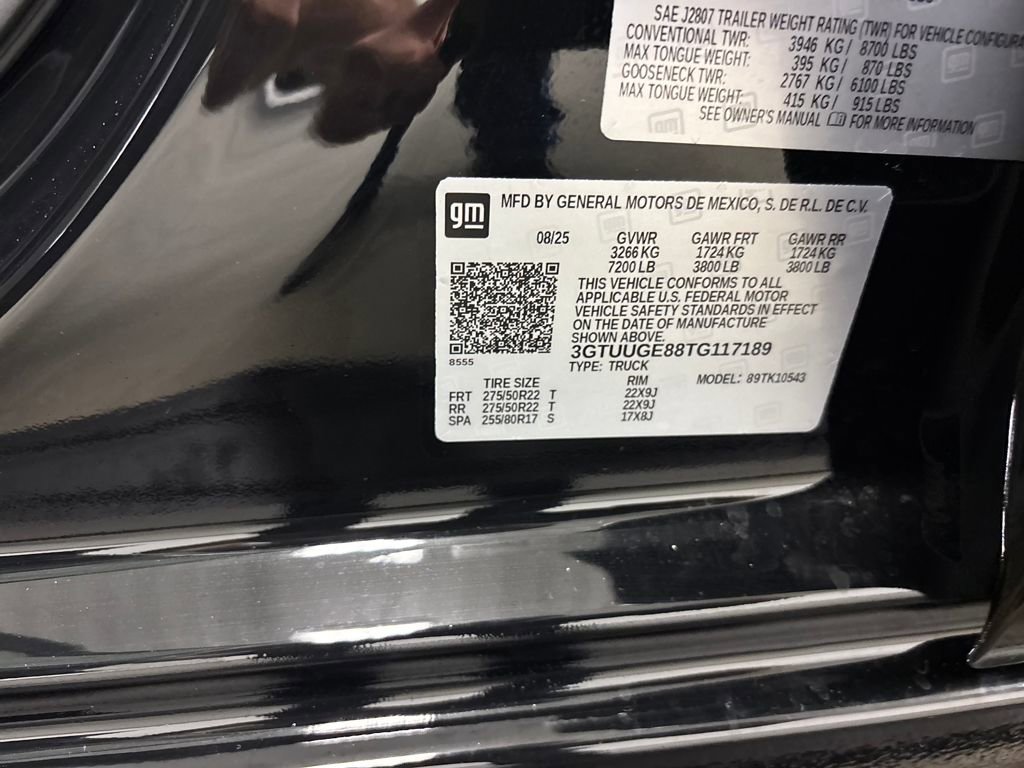 SAE J2807 TRAILER WEIGHT RATING (TWR) FOR VEHICLE
CONVENTIONAL TWR: 3946 KG / 8700 LBS
MAX TONGUE WEIGHT: 395 KG / 870 LBS
GOOSENECK TWR: 2767 KG / 6100 LBS
MAX TONGUE WEIGHT: 415 KG / 915 LBS
SEE OWNER'S MANUAL FOR MORE INFORMATION
gm MFD BY GENERAL MOTORS DE MEXICO, S. DE R.L. DE C.V.
08/25 GVWR GAWR FRT GAWR RR
3266 KG 1724 KG 1724 KG
7200 LB 3800 LB 3800 LB
THIS VEHICLE CONFORMS TO ALL
APPLICABLE U.S. FEDERAL MOTOR
VEHICLE SAFETY STANDARDS IN EFFECT
ON THE DATE OF MANUFACTURE
SHOWN ABOVE.
8555 3GTUUGE88TG117189
TYPE: TRUCK MODEL: 89TK10543
TIRE SIZE RIM
FRT 275/50R22 T 22X9J
RR 275/50R22 T 22X9J
SPA 255/80R17 S 17X8J